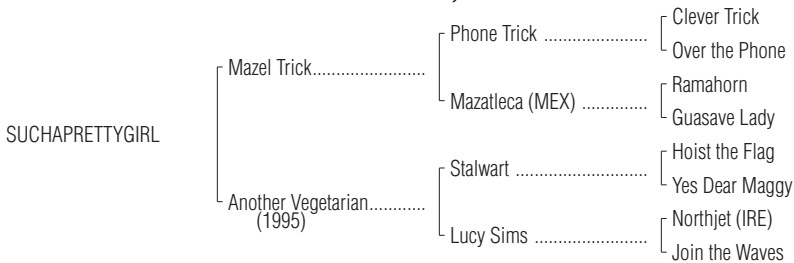 Clever Trick
Phone Trick ......................
Over the Phone
Mazel Trick........................
Ramahorn
Mazatleca (MEX) ..............
Guasave Lady
SUCHAPRETTYGIRL
Hoist the Flag
Stalwart ............................
Yes Dear Maggy
Another Vegetarian............
(1995)
Northjet (IRE)
Lucy Sims ........................
Join the Waves